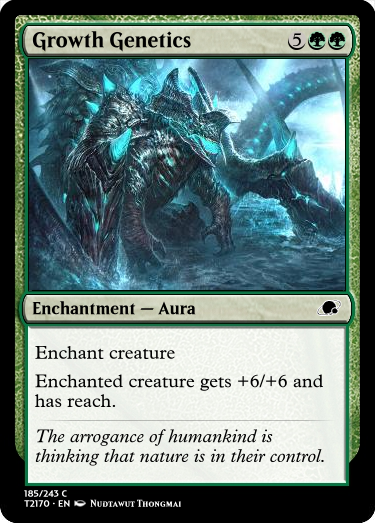 Growth Genetics 5
Enchantment — Aura
Enchant creature
Enchanted creature gets +6/+6 and
has reach.
The arrogance of humankind is
thinking that nature is in their control.
185/243 C
T2170 · EN Nudtawut Thongmai